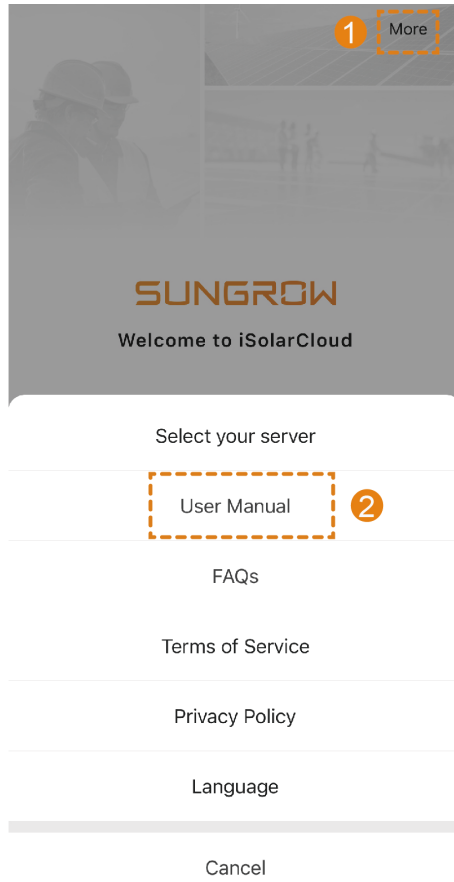 1 More
SUNGROW
Welcome to iSolarCloud
Select your server
User Manual 2
FAQs
Terms of Service
Privacy Policy
Language
Cancel